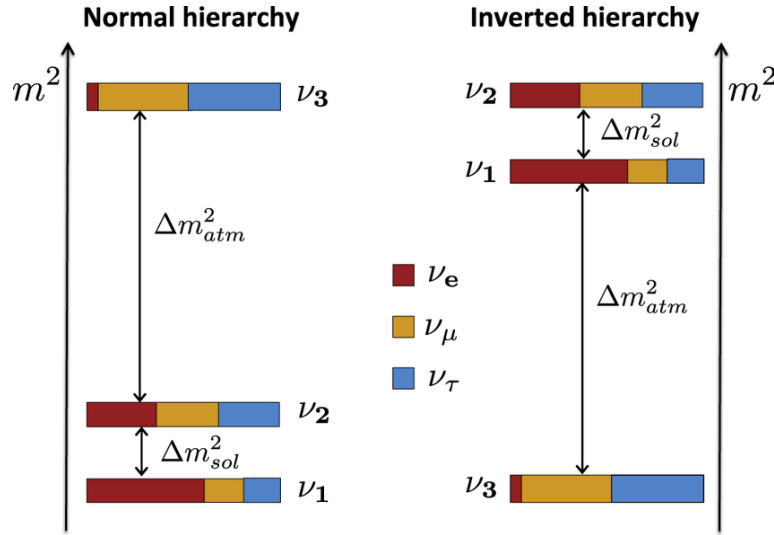 Normal hierarchy
Inverted hierarchy
m²
ν₃
ν₂
m²
Δm²ₛₒₗ
ν₁
Δm²ₐₜₘ
νₑ
Δm²ₐₜₘ
ν_μ
ν_τ
ν₂
Δm²ₛₒₗ
ν₁
ν₃